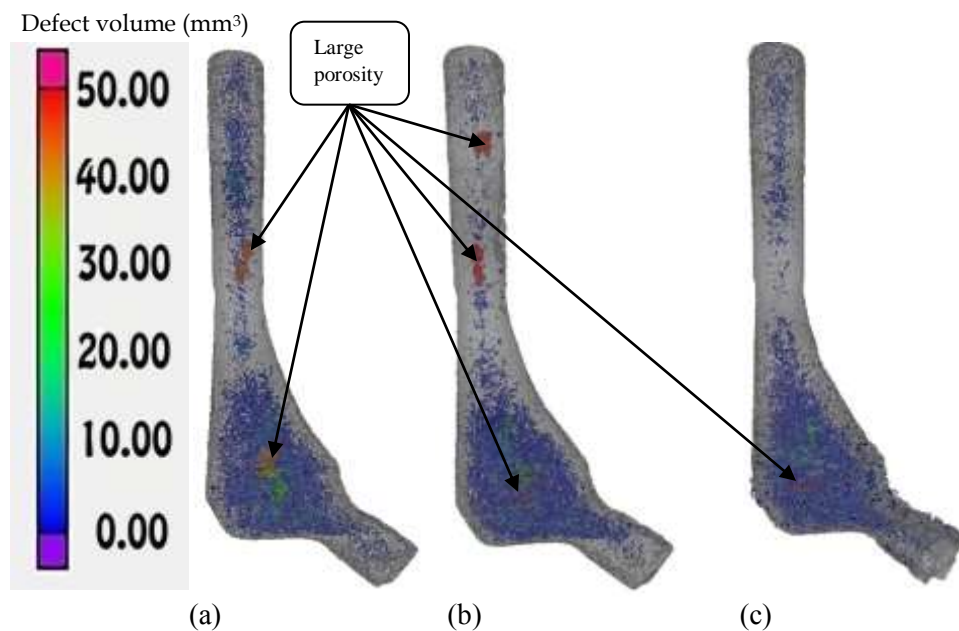 Defect volume (mm³)
Large
porosity
50.00
40.00
30.00
20.00
10.00
0.00
(a)
(b)
(c)